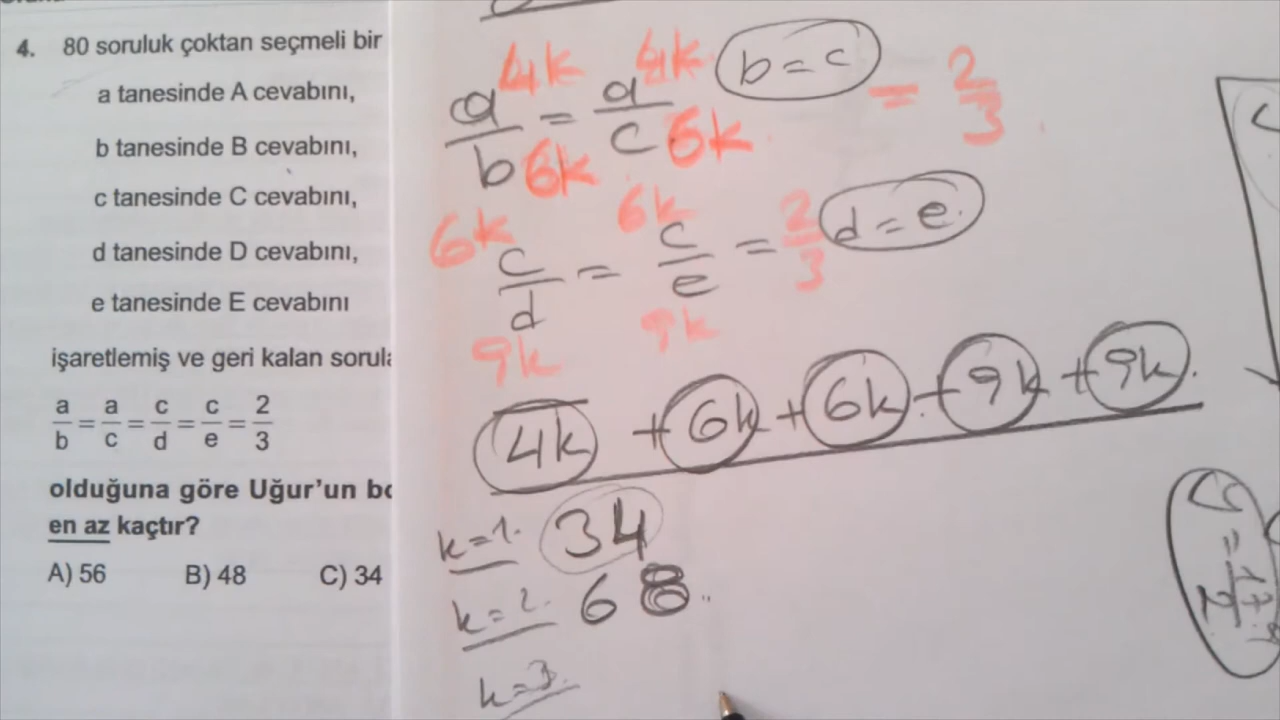 4. 80 soruluk çoktan seçmeli bir
a tanesinde A cevabını,
b tanesinde B cevabını,
c tanesinde C cevabını,
d tanesinde D cevabını,
e tanesinde E cevabını
işaretlemiş ve geri kalan sorula
a/b = a/c = c/d = c/e = 2/3
olduğuna göre Uğur'un bo
en az kaçtır?
A) 56 B) 48 C) 34
4k 4k
a/b = a/c b = c = 2/3
6k 6k
6k 6k
c/d = c/e = 2/3 d = e.
9k 9k
4k + 6k + 6k + 9k + 9k.
k=1. 34
k=2. 68..
k=3.